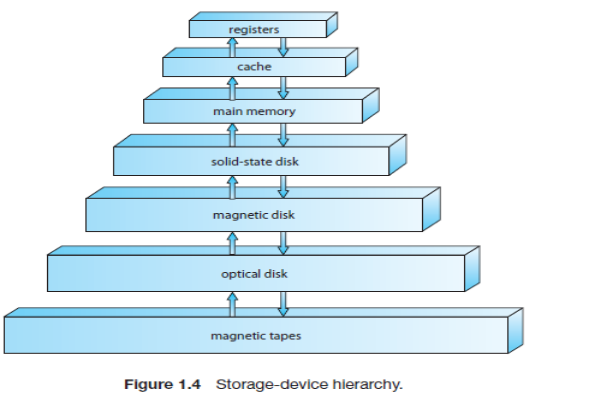 registers
cache
main memory
solid-state disk
magnetic disk
optical disk
magnetic tapes
Figure 1.4 Storage-device hierarchy.